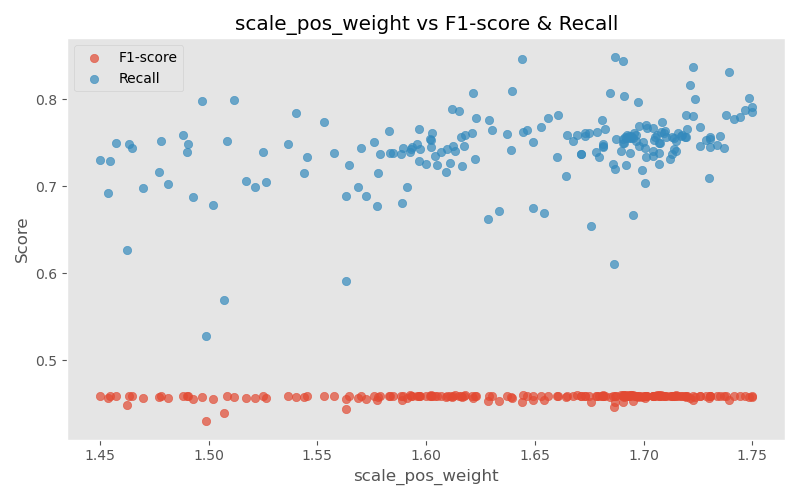 scale_pos_weight vs F1-score & Recall
F1-score
Recall
Score
0.8
0.7
0.6
0.5
1.45 1.50 1.55 1.60 1.65 1.70 1.75
scale_pos_weight